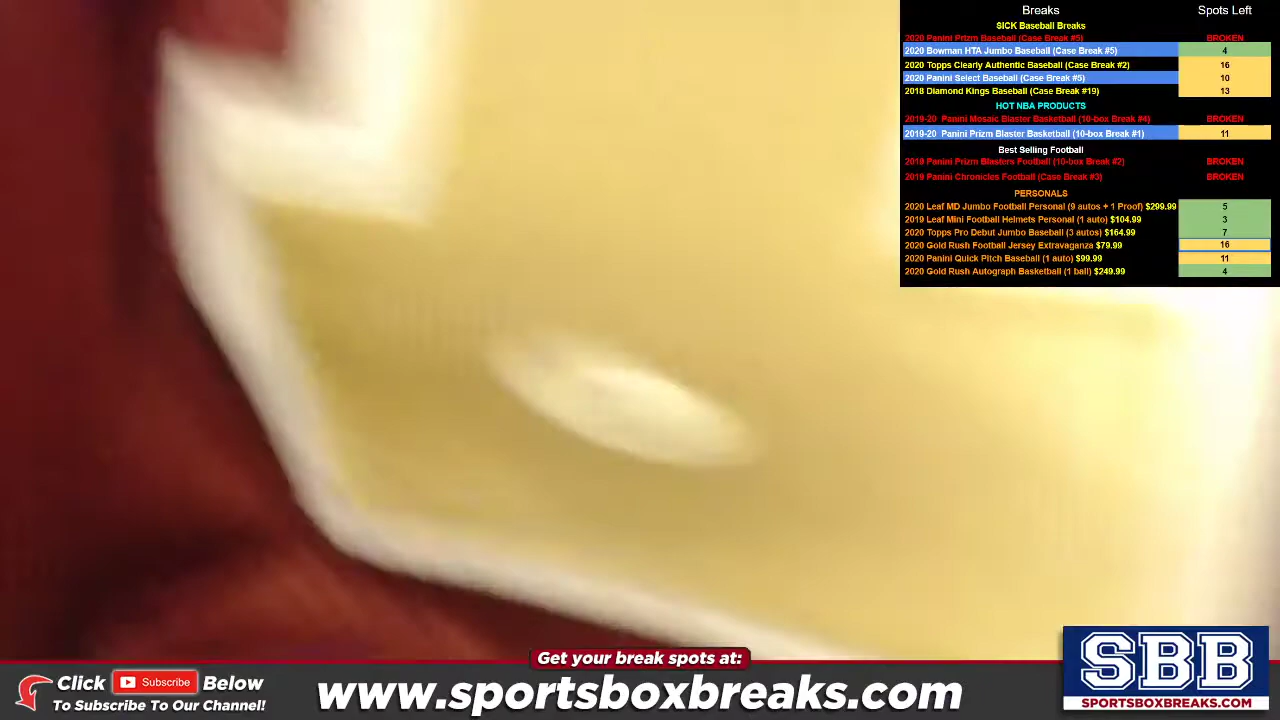 Breaks Spots Left
SICK Baseball Breaks
2020 Panini Prizm Baseball (Case Break #5) BROKEN
2020 Bowman HTA Jumbo Baseball (Case Break #5) 4
2020 Topps Clearly Authentic Baseball (Case Break #2) 16
2020 Panini Select Baseball (Case Break #5) 10
2018 Diamond Kings Baseball (Case Break #19) 13
HOT NBA PRODUCTS
2019-20 Panini Mosaic Blaster Basketball (10-box Break #4) BROKEN
2019-20 Panini Prizm Blaster Basketball (10-box Break #1) 11
Best Selling Football
2019 Panini Prizm Blasters Football (10-box Break #2) BROKEN
2019 Panini Chronicles Football (Case Break #3) BROKEN
PERSONALS
2020 Leaf MD Jumbo Football Personal (9 autos + 1 Proof) $299.99 5
2019 Leaf Mini Football Helmets Personal (1 auto) $104.99 3
2020 Topps Pro Debut Jumbo Baseball (3 autos) $164.99 7
2020 Gold Rush Football Jersey Extravaganza $79.99 16
2020 Panini Quick Pitch Baseball (1 auto) $99.99 11
2020 Gold Rush Autograph Basketball (1 ball) $249.99 4
Get your break spots at:
Click Subscribe Below
To Subscribe To Our Channel!
www.sportsboxbreaks.com
SBB
SPORTSBOXBREAKS.COM